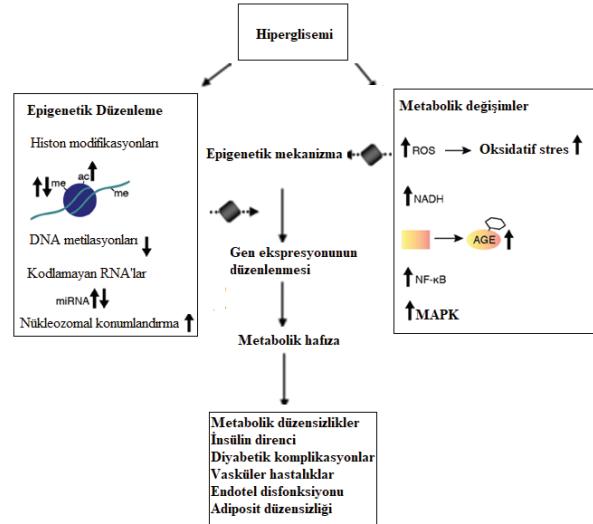 Hiperglisemi
Epigenetik Düzenleme
Histon modifikasyonları
ac
me
me
DNA metilasyonları
Kodlamayan RNA'lar
miRNA
Nükleozomal konumlandırma
Epigenetik mekanizma
Gen ekspresyonunun
düzenlenmesi
Metabolik hafıza
Metabolik değişimler
ROS
Oksidatif stres
NADH
AGE
NF-κB
MAPK
Metabolik düzensizlikler
İnsülin direnci
Diyabetik komplikasyonlar
Vasküler hastalıklar
Endotel disfonksiyonu
Adiposit düzensizliği